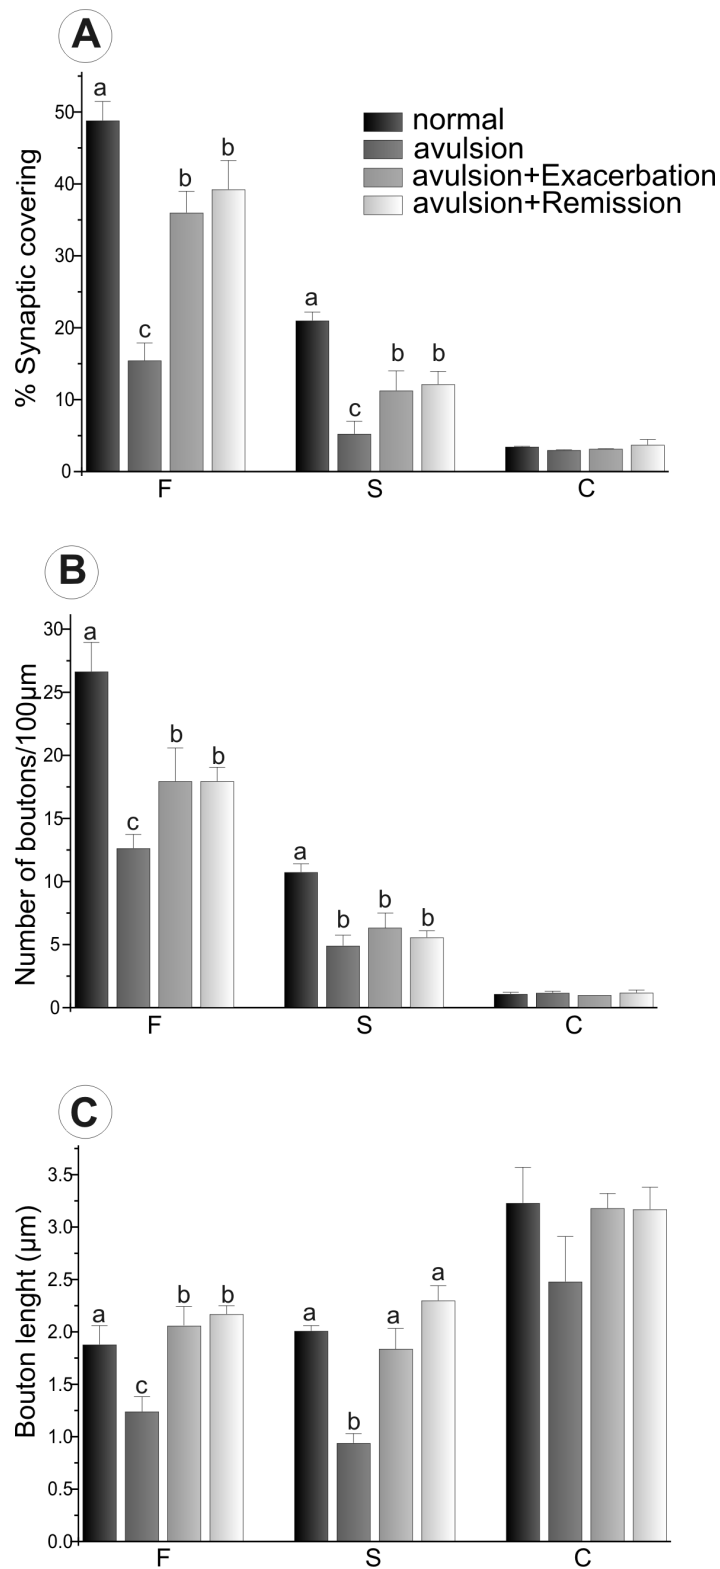 A
% Synaptic covering
50
40
30
20
10
0
a
c
b
b
a
c
b
b
normal
avulsion
avulsion+Exacerbation
avulsion+Remission
F
S
C
B
Number of boutons/100µm
30
25
20
15
10
5
0
a
c
b
b
a
b
b
b
F
S
C
C
Bouton lenght (µm)
3.5
3.0
2.5
2.0
1.5
1.0
0.5
0.0
a
c
b
b
a
b
a
a
F
S
C